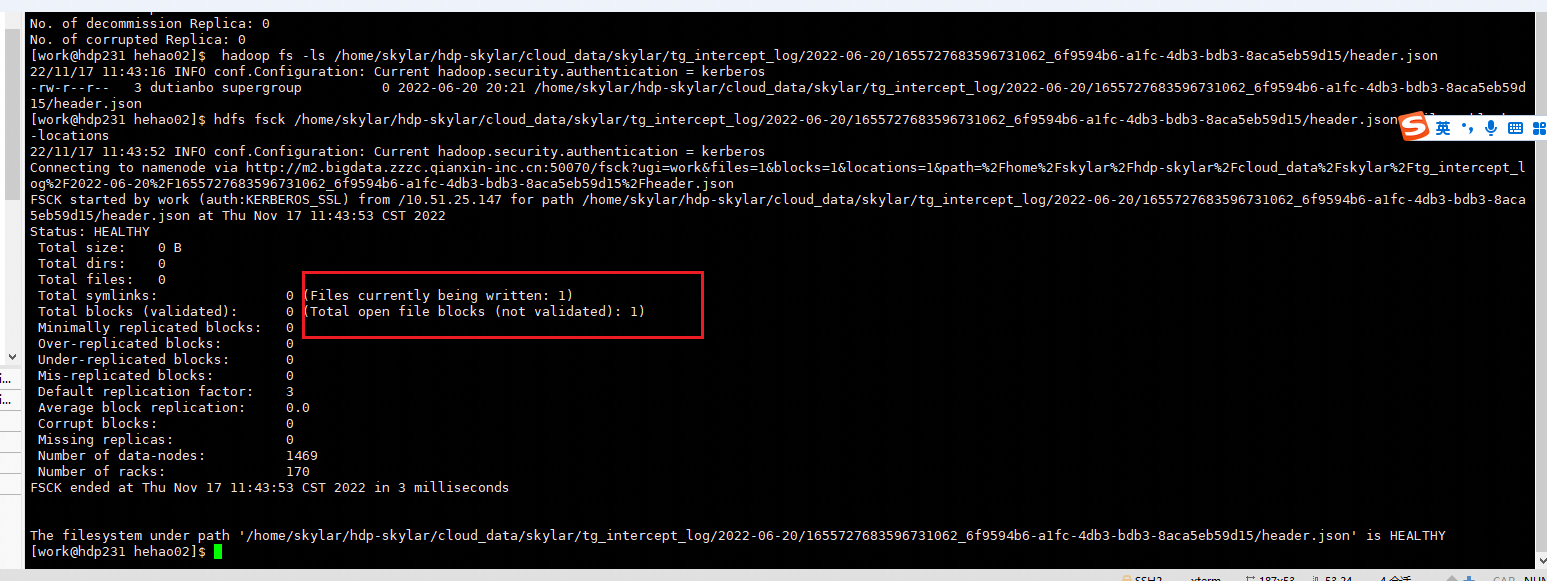 No. of decommission Replica: 0
No. of corrupted Replica: 0
[work@hdp231 hehao02]$  hadoop fs -ls /home/skylar/hdp-skylar/cloud_data/skylar/tg_intercept_log/2022-06-20/1655727683596731062_6f9594b6-a1fc-4db3-bdb3-8aca5eb59d15/header.json
22/11/17 11:43:16 INFO conf.Configuration: Current hadoop.security.authentication = kerberos
-rw-r--r--   3 dutianbo supergroup          0 2022-06-20 20:21 /home/skylar/hdp-skylar/cloud_data/skylar/tg_intercept_log/2022-06-20/1655727683596731062_6f9594b6-a1fc-4db3-bdb3-8aca5eb59d
15/header.json
[work@hdp231 hehao02]$ hdfs fsck /home/skylar/hdp-skylar/cloud_data/skylar/tg_intercept_log/2022-06-20/1655727683596731062_6f9594b6-a1fc-4db3-bdb3-8aca5eb59d15/header.json
英
-locations
22/11/17 11:43:52 INFO conf.Configuration: Current hadoop.security.authentication = kerberos
Connecting to namenode via http://m2.bigdata.zzzc.qianxin-inc.cn:50070/fsck?ugi=work&files=1&blocks=1&locations=1&path=%2Fhome%2Fskylar%2Fhdp-skylar%2Fcloud_data%2Fskylar%2Ftg_intercept_l
og%2F2022-06-20%2F1655727683596731062_6f9594b6-a1fc-4db3-bdb3-8aca5eb59d15%2Fheader.json
FSCK started by work (auth:KERBEROS_SSL) from /10.51.25.147 for path /home/skylar/hdp-skylar/cloud_data/skylar/tg_intercept_log/2022-06-20/1655727683596731062_6f9594b6-a1fc-4db3-bdb3-8aca
5eb59d15/header.json at Thu Nov 17 11:43:53 CST 2022
Status: HEALTHY
Total size:    0 B
Total dirs:    0
Total files:   0
Total symlinks:                0 (Files currently being written: 1)
Total blocks (validated):      0 (Total open file blocks (not validated): 1)
Minimally replicated blocks:   0
Over-replicated blocks:        0
Under-replicated blocks:       0
Mis-replicated blocks:         0
Default replication factor:    3
Average block replication:     0.0
Corrupt blocks:                0
Missing replicas:              0
Number of data-nodes:          1469
Number of racks:               170
FSCK ended at Thu Nov 17 11:43:53 CST 2022 in 3 milliseconds
The filesystem under path '/home/skylar/hdp-skylar/cloud_data/skylar/tg_intercept_log/2022-06-20/1655727683596731062_6f9594b6-a1fc-4db3-bdb3-8aca5eb59d15/header.json' is HEALTHY
[work@hdp231 hehao02]$